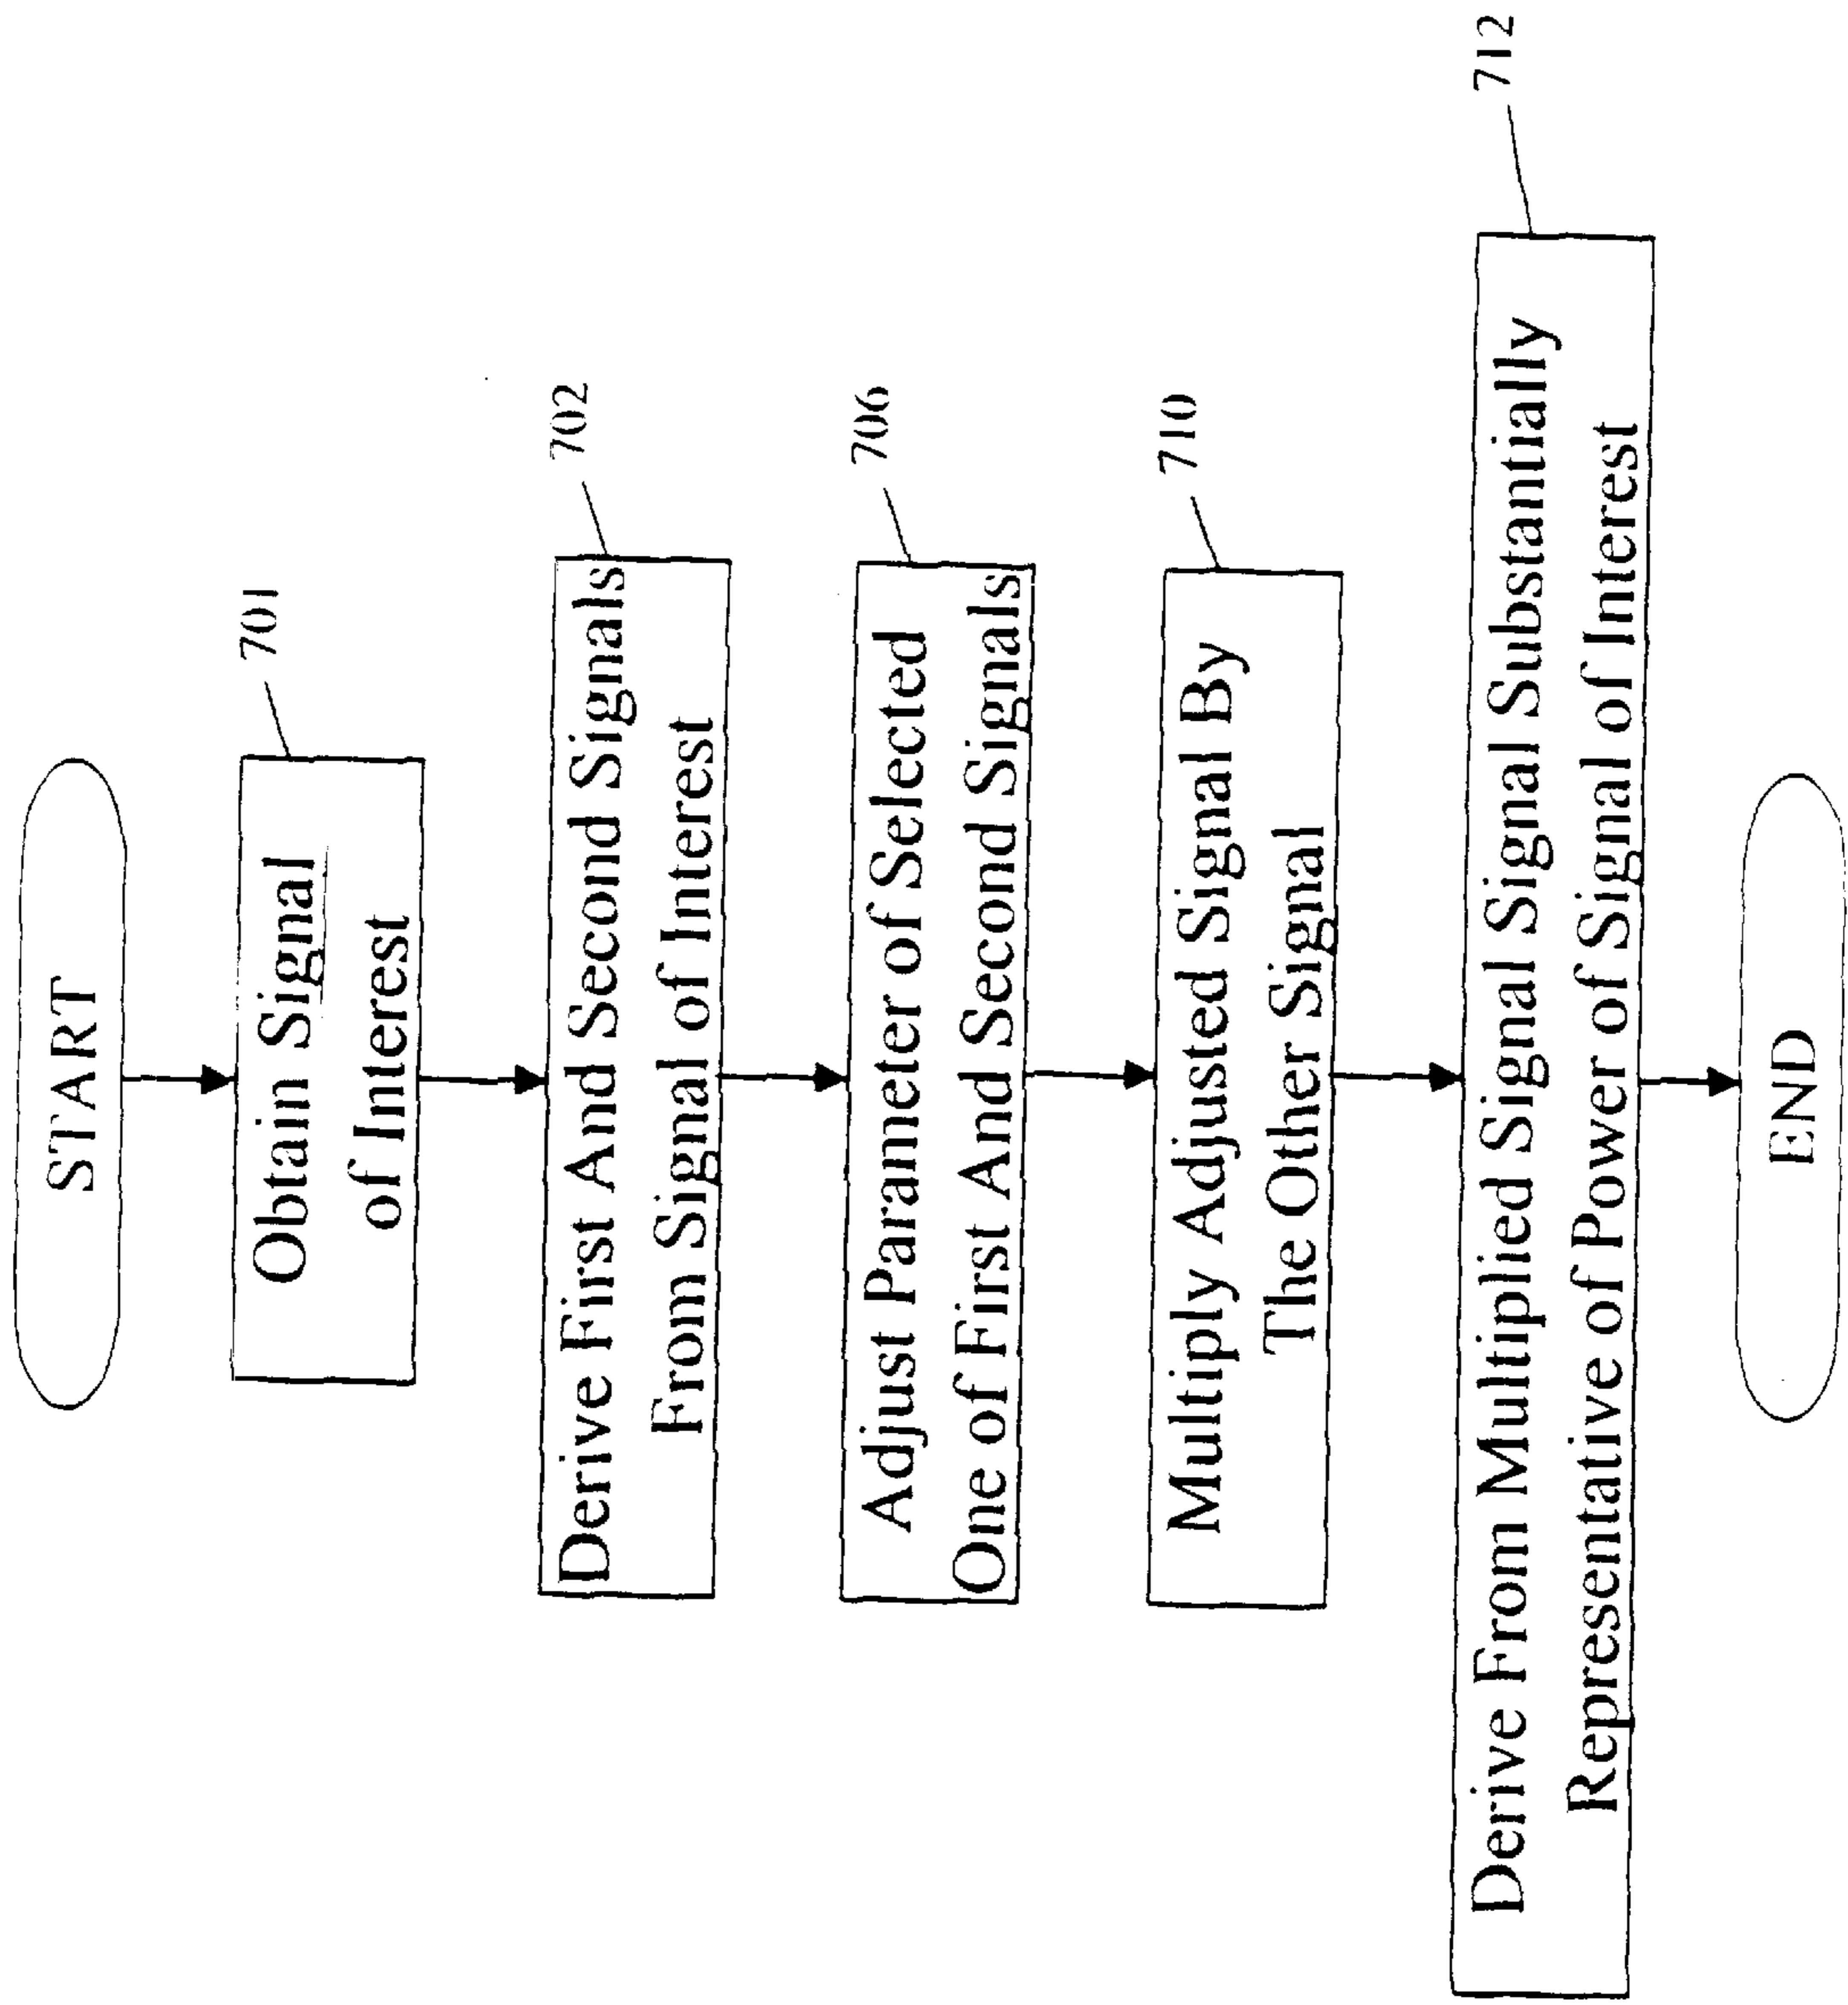 START
701
Obtain Signal
of Interest
702
Derive First And Second Signals
From Signal of Interest
706
Adjust Parameter of Selected
One of First And Second Signals
710
Multiply Adjusted Signal By
The Other Signal
712
Derive From Multiplied Signal Signal Substantially
Representative of Power of Signal of Interest
END